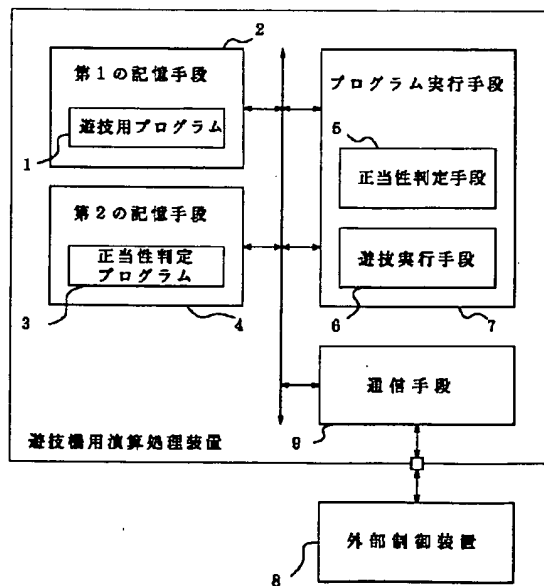 2
第1の記憶手段
遊技用プログラム
1
第2の記憶手段
正当性判定
プログラム
3
4
プログラム実行手段
5
正当性判定手段
遊技実行手段
6
7
通信手段
9
遊技機用演算処理装置
外部制御装置
8